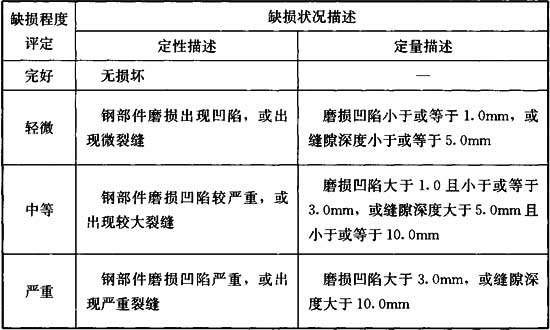 缺损程度
评定
缺损状况描述
定性描述
定量描述
完好
无损坏
—
轻微
钢部件磨损出现凹陷，或出
现微裂缝
磨损凹陷小于或等于 1.0mm，或
缝隙深度小于或等于 5.0mm
中等
钢部件磨损凹陷较严重，或
出现较大裂缝
磨损凹陷大于 1.0 且小于或等于
3.0mm，或缝隙深度大于 5.0mm 且
小于或等于 10.0mm
严重
钢部件磨损凹陷严重，或出
现严重裂缝
磨损凹陷大于 3.0mm，或缝隙深
度大于 10.0mm